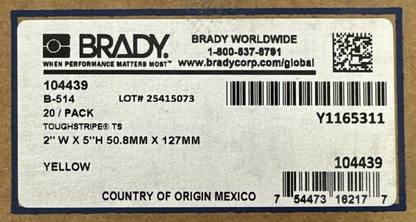 BRADY.
WHEN PERFORMANCE MATTERS MOST™
BRADY WORLDWIDE
1-800-537-8791
www.bradycorp.com/global
104439
B-514 LOT# 25415073
20 / PACK
TOUGHSTRIPE® TS
2" W X 5"H 50.8MM X 127MM
Y1165311
YELLOW
104439
COUNTRY OF ORIGIN MEXICO
7 54473 16217 7